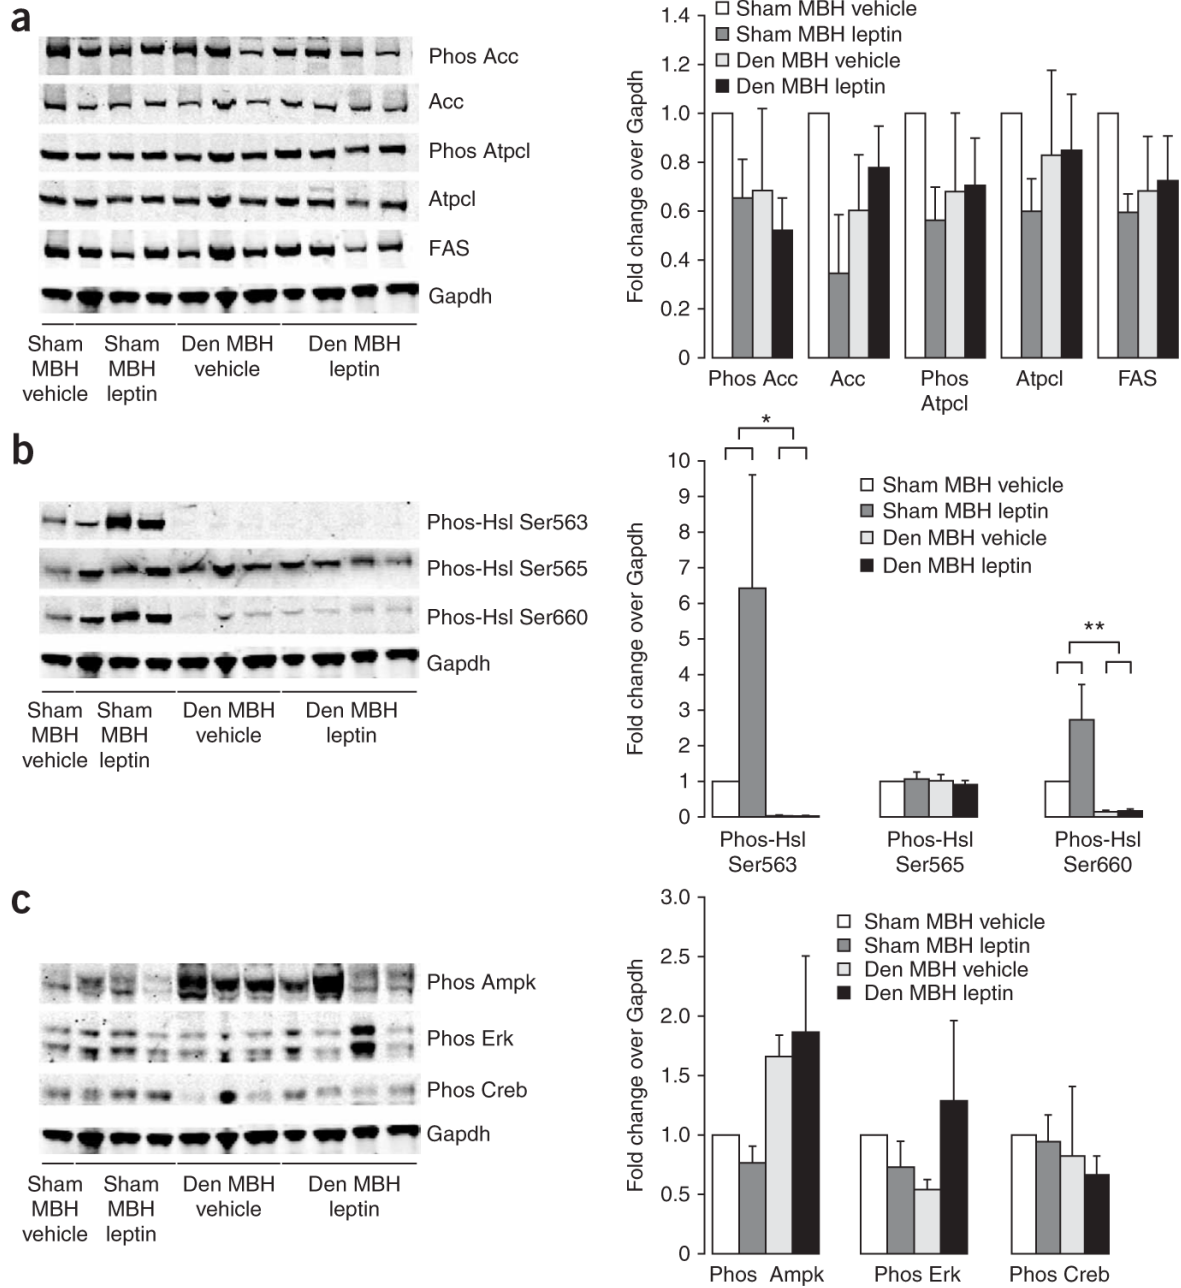 a
Phos Acc
Acc
Phos Atpcl
Atpcl
FAS
Gapdh
Sham MBH vehicle
Sham MBH leptin
Den MBH vehicle
Den MBH leptin
Fold change over Gapdh
1.4
1.2
1.0
0.8
0.6
0.4
0.2
0
Sham MBH vehicle
Sham MBH leptin
Den MBH vehicle
Den MBH leptin
Phos Acc
Acc
Phos
Atpcl
Atpcl
FAS
b
Phos-Hsl Ser563
Phos-Hsl Ser565
Phos-Hsl Ser660
Gapdh
Sham
MBH
vehicle
Sham
MBH
leptin
Den MBH
vehicle
Den MBH
leptin
Fold change over Gapdh
10
9
8
7
6
5
4
3
2
1
0
*
**
Sham MBH vehicle
Sham MBH leptin
Den MBH vehicle
Den MBH leptin
Phos-Hsl
Ser563
Phos-Hsl
Ser565
Phos-Hsl
Ser660
c
Phos Ampk
Phos Erk
Phos Creb
Gapdh
Sham
MBH
vehicle
Sham
MBH
leptin
Den MBH
vehicle
Den MBH
leptin
Fold change over Gapdh
3.0
2.5
2.0
1.5
1.0
0.5
0
Sham MBH vehicle
Sham MBH leptin
Den MBH vehicle
Den MBH leptin
Phos Ampk
Phos Erk
Phos Creb